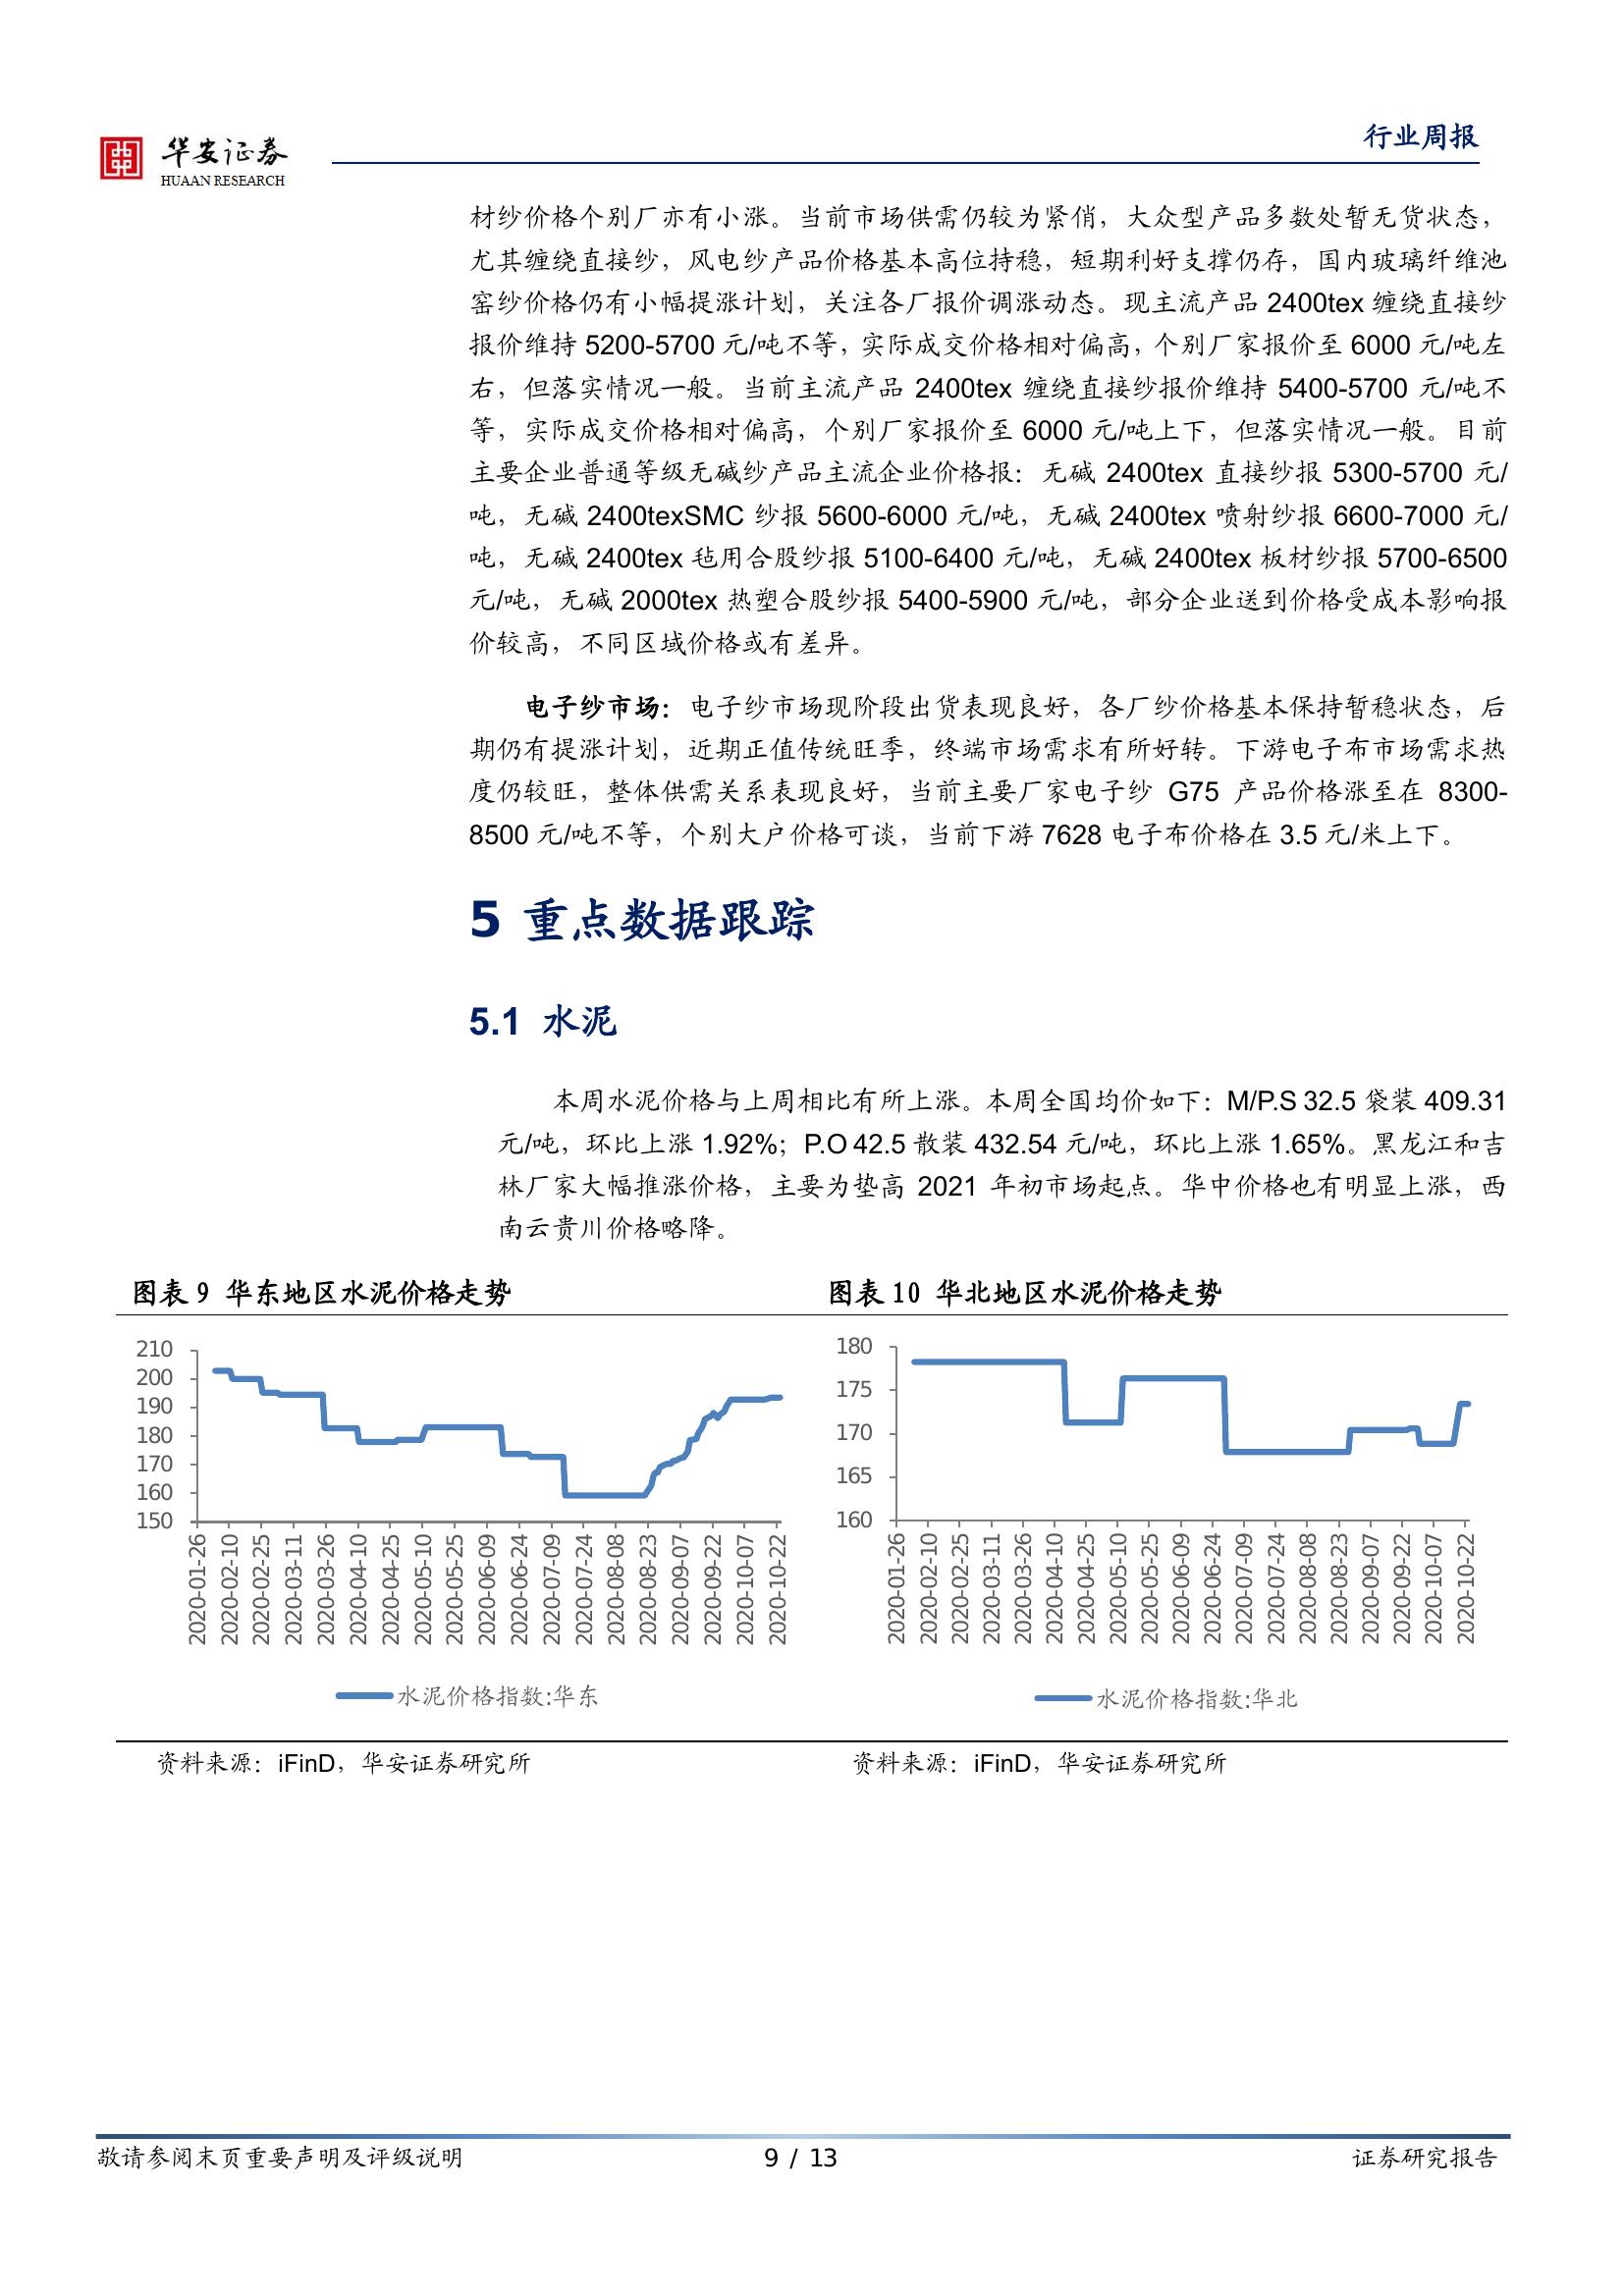 华安证券
HUAAN RESEARCH
行业周报
材纱价格个别厂亦有小涨。当前市场供需仍较为紧俏，大众型产品多数处暂无货状态，
尤其缠绕直接纱，风电纱产品价格基本高位持稳，短期利好支撑仍存，国内玻璃纤维池
窑纱价格仍有小幅提涨计划，关注各厂报价调涨动态。现主流产品 2400tex 缠绕直接纱
报价维持 5200-5700 元/吨不等，实际成交价格相对偏高，个别厂家报价至 6000 元/吨左
右，但落实情况一般。当前主流产品 2400tex 缠绕直接纱报价维持 5400-5700 元/吨不
等，实际成交价格相对偏高，个别厂家报价至 6000 元/吨上下，但落实情况一般。目前
主要企业普通等级无碱纱产品主流企业价格报：无碱 2400tex 直接纱报 5300-5700 元/
吨，无碱 2400texSMC 纱报 5600-6000 元/吨，无碱 2400tex 喷射纱报 6600-7000 元/
吨，无碱 2400tex 毡用合股纱报 5100-6400 元/吨，无碱 2400tex 板材纱报 5700-6500
元/吨，无碱 2000tex 热塑合股纱报 5400-5900 元/吨，部分企业送到价格受成本影响报
价较高，不同区域价格或有差异。
电子纱市场：电子纱市场现阶段出货表现良好，各厂纱价格基本保持暂稳状态，后
期仍有提涨计划，近期正值传统旺季，终端市场需求有所好转。下游电子布市场需求热
度仍较旺，整体供需关系表现良好，当前主要厂家电子纱 G75 产品价格涨至在 8300-
8500 元/吨不等，个别大户价格可谈，当前下游 7628 电子布价格在 3.5 元/米上下。
5 重点数据跟踪
5.1 水泥
本周水泥价格与上周相比有所上涨。本周全国均价如下：M/P.S 32.5 袋装 409.31
元/吨，环比上涨 1.92%；P.O 42.5 散装 432.54 元/吨，环比上涨 1.65%。黑龙江和吉
林厂家大幅推涨价格，主要为垫高 2021 年初市场起点。华中价格也有明显上涨，西
南云贵川价格略降。
图表 9 华东地区水泥价格走势
210
200
190
180
170
160
150
2020-01-26
2020-02-10
2020-02-25
2020-03-11
2020-03-26
2020-04-10
2020-04-25
2020-05-10
2020-05-25
2020-06-09
2020-06-24
2020-07-09
2020-07-24
2020-08-08
2020-08-23
2020-09-07
2020-09-22
2020-10-07
2020-10-22
水泥价格指数:华东
资料来源：iFinD，华安证券研究所
图表 10 华北地区水泥价格走势
180
175
170
165
160
2020-01-26
2020-02-10
2020-02-25
2020-03-11
2020-03-26
2020-04-10
2020-04-25
2020-05-10
2020-05-25
2020-06-09
2020-06-24
2020-07-09
2020-07-24
2020-08-08
2020-08-23
2020-09-07
2020-09-22
2020-10-07
2020-10-22
水泥价格指数:华北
资料来源：iFinD，华安证券研究所
敬请参阅末页重要声明及评级说明
9 / 13
证券研究报告